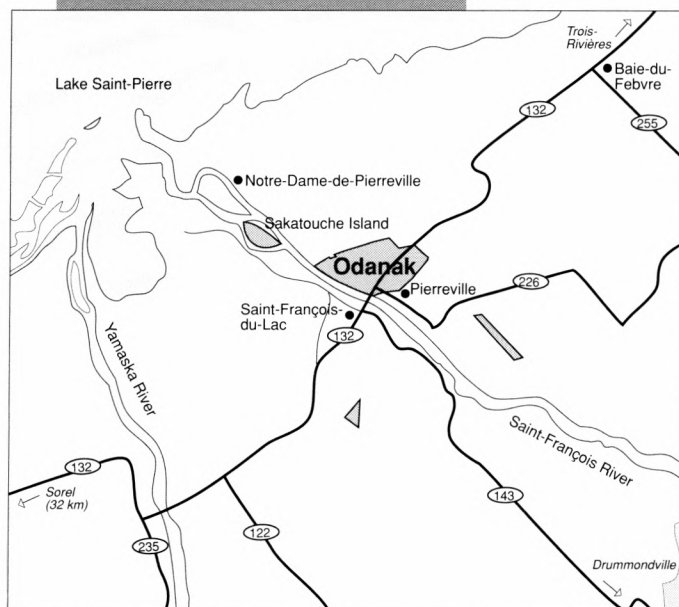 Trois-
Rivières
Lake Saint-Pierre
Baie-du-
Febvre
132
255
Notre-Dame-de-Pierreville
Sakatouche Island
Odanak
226
Pierreville
Saint-François-
du-Lac
132
Yamaska River
Saint-François River
132
Sorel
(32 km)
143
122
235
Drummondville